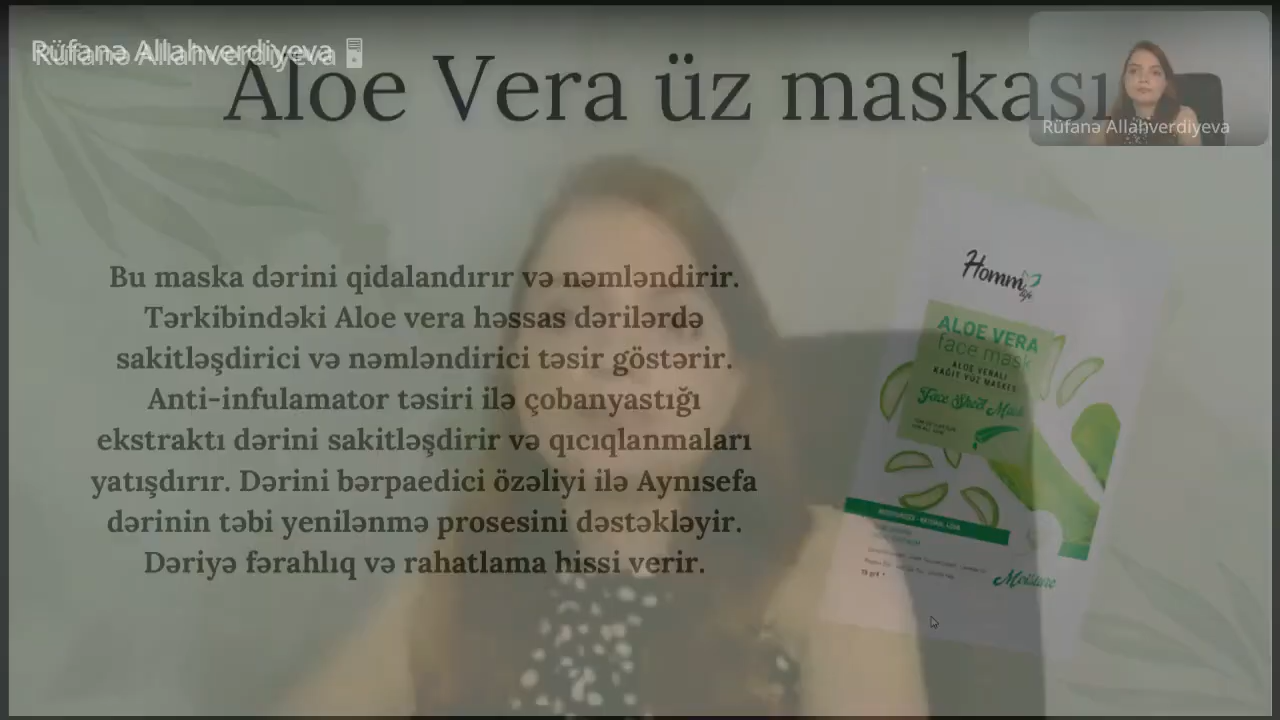 Rüfanə Allahverdiyeva
Aloe Vera üz maskası
Rüfanə Allahverdiyeva
Bu maska dərini qidalandırır və nəmləndirir.
Tərkibindəki Aloe vera həssas dərilərdə
sakitləşdirici və nəmləndirici təsir göstərir.
Anti-infulamator təsiri ilə çobanyastığı
ekstraktı dərini sakitləşdirir və qıcıqlanmaları
yatışdırır. Dərini bərpaedici özəliyi ilə Aynısefa
dərinin təbi yenilənmə prosesini dəstəkləyir.
Dəriyə fərahlıq və rahatlama hissi verir.
Homm
life
ALOE VERA
face mask
ALOE VERALI
KAĞIT YÜZ MASKESİ
Face Sheet Mask
Moisture